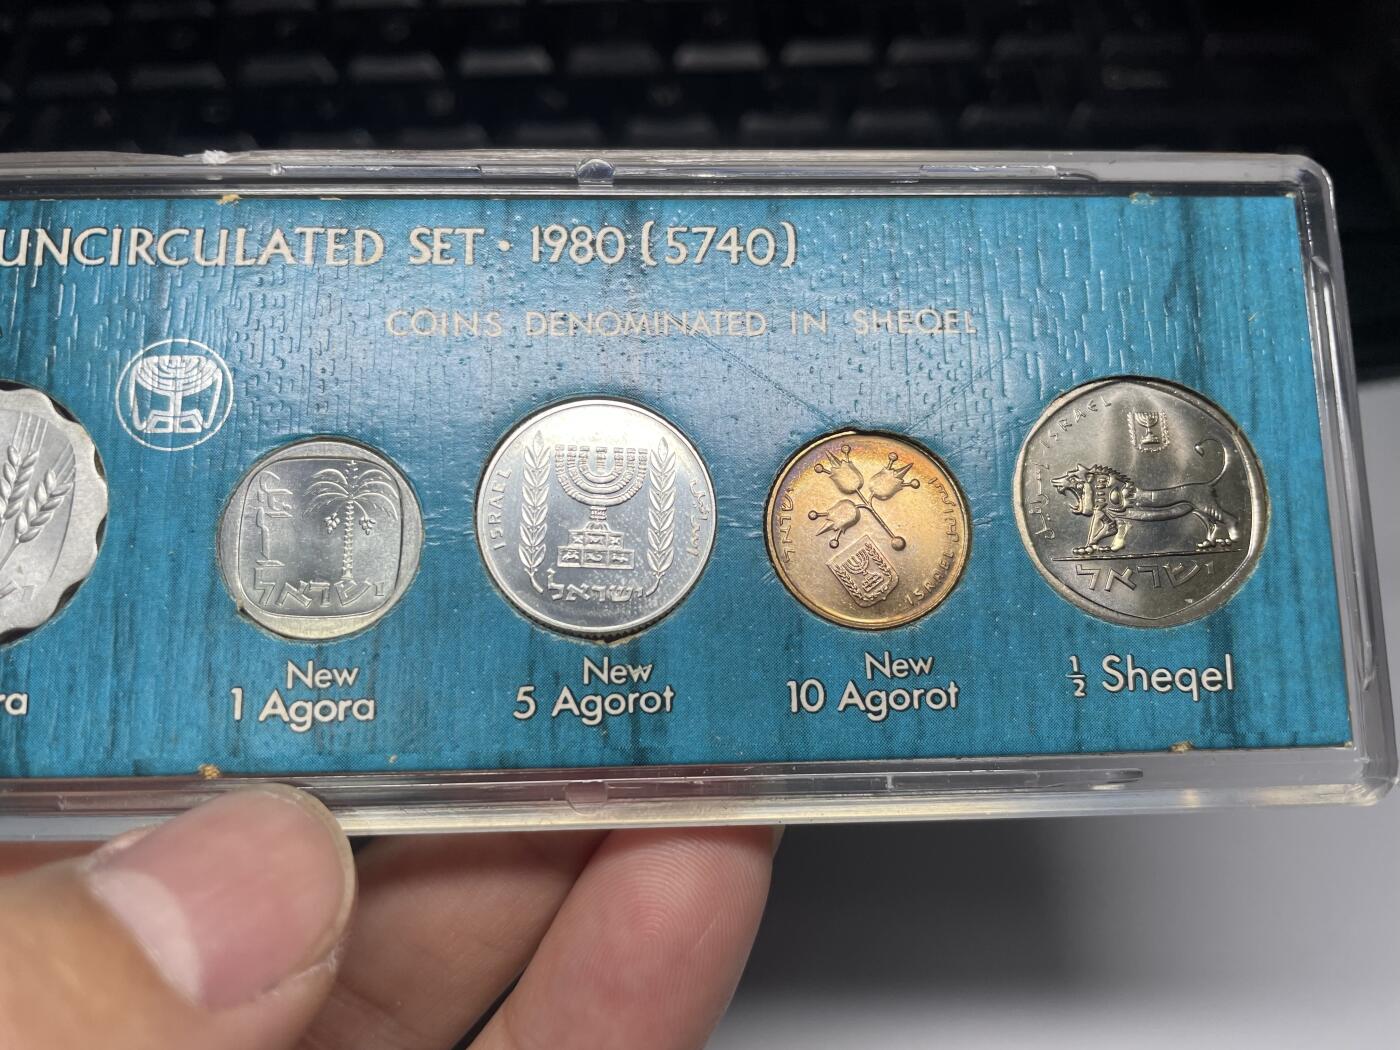 UNCIRCULATED SET • 1980 (5740)
COINS DENOMINATED IN SHEQEL
ישראל
ISRAEL
ישראל
ישראל
ISRAEL
ISRAEL
ישראל
ra
New
1 Agora
New
5 Agorot
New
10 Agorot
½ Sheqel